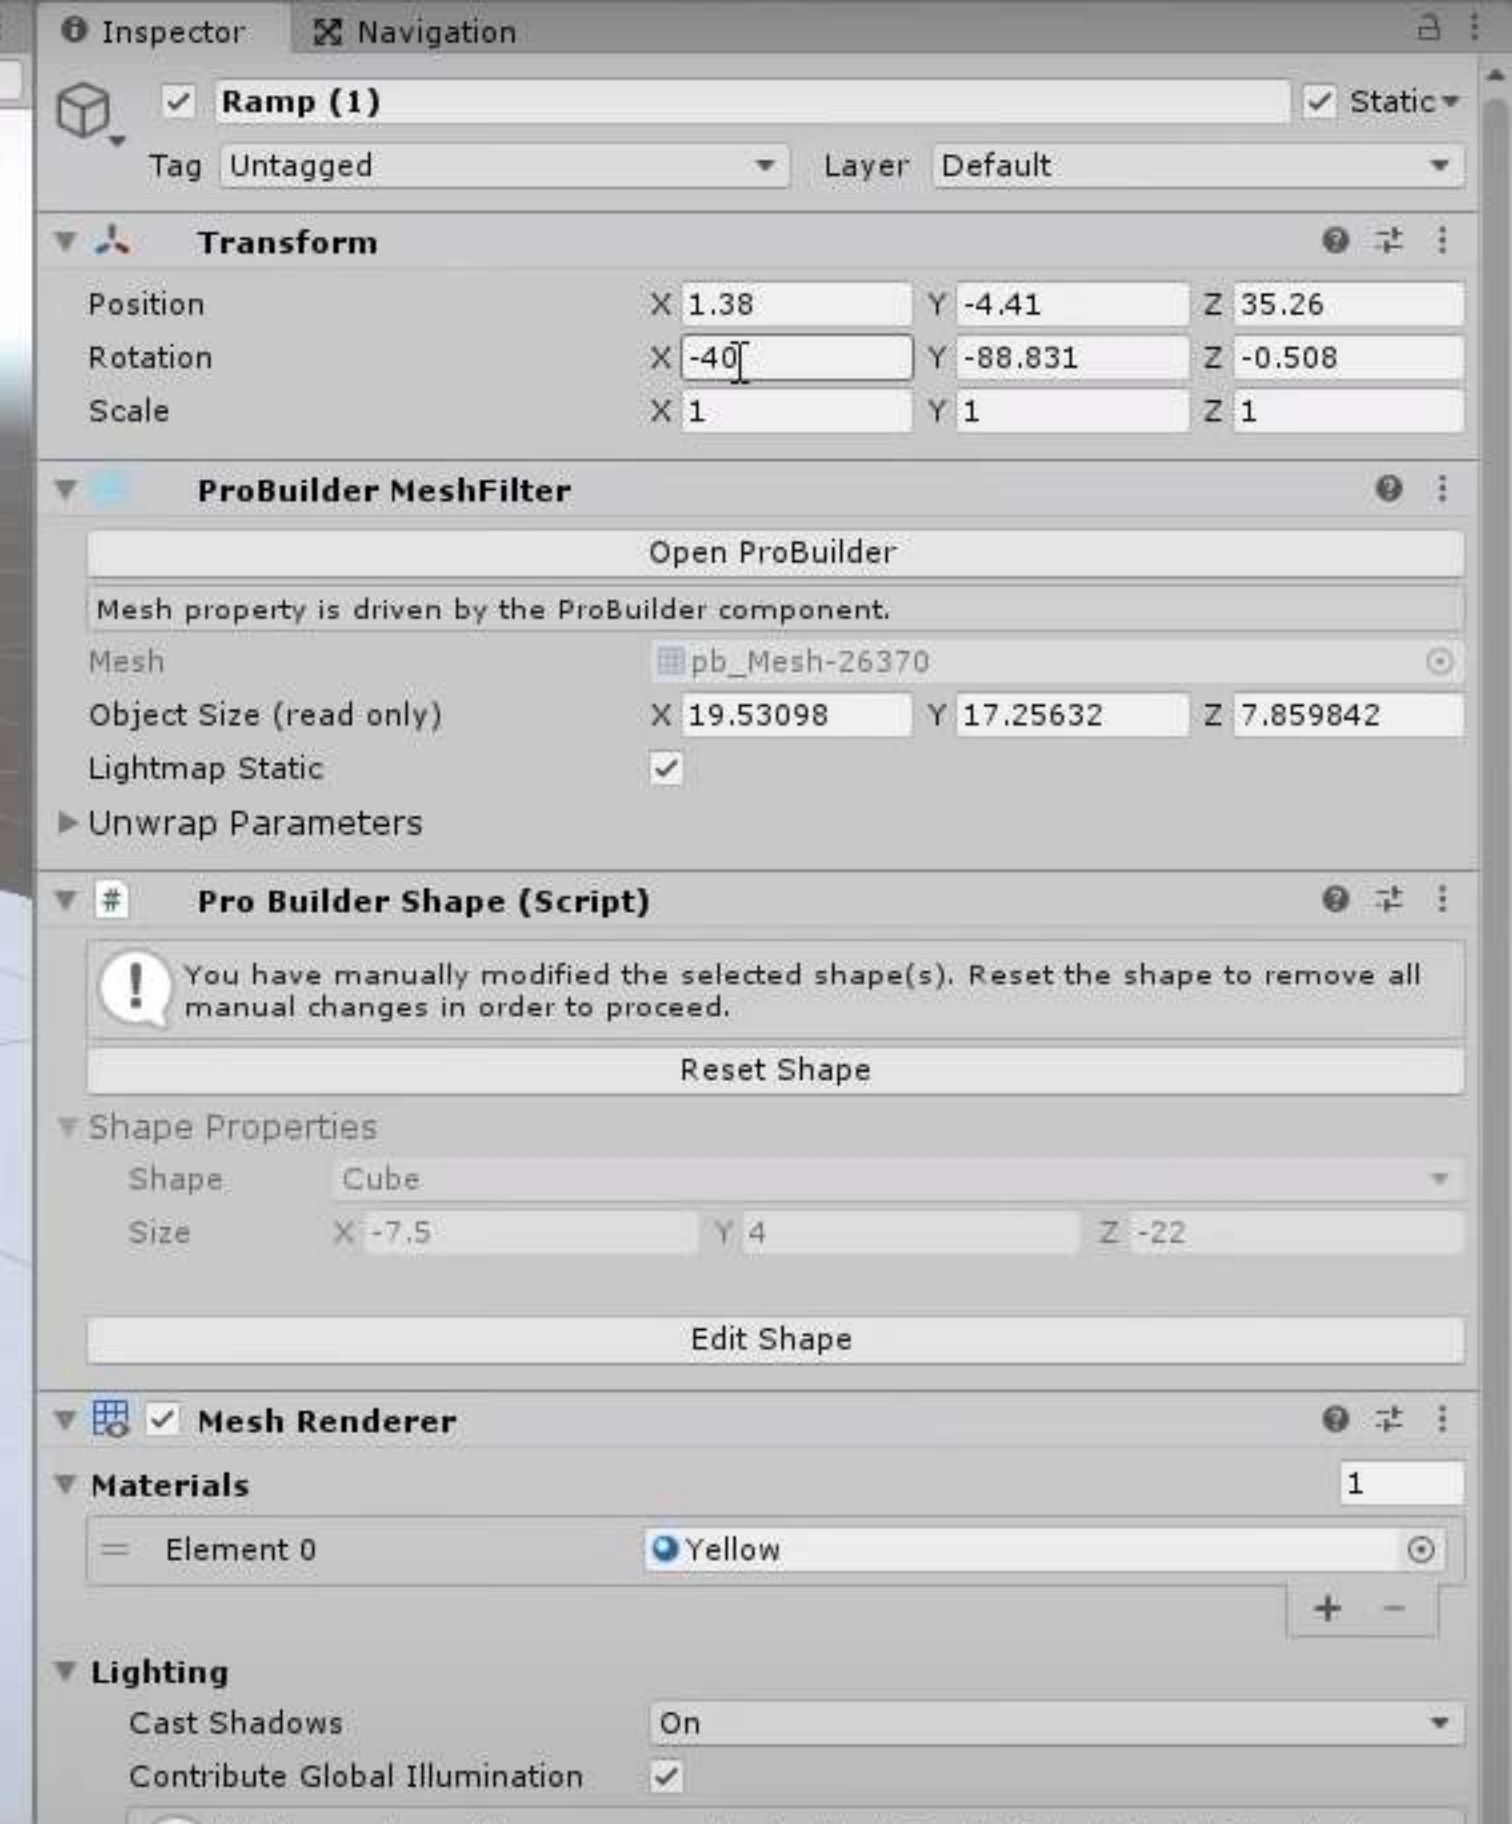 Inspector Navigation
Ramp (1) Static
Tag Untagged Layer Default
Transform
Position X 1.38 Y -4.41 Z 35.26
Rotation X -40 Y -88.831 Z -0.508
Scale X 1 Y 1 Z 1
ProBuilder MeshFilter
Open ProBuilder
Mesh property is driven by the ProBuilder component.
Mesh pb_Mesh-26370
Object Size (read only) X 19.53098 Y 17.25632 Z 7.859842
Lightmap Static
Unwrap Parameters
# Pro Builder Shape (Script)
You have manually modified the selected shape(s). Reset the shape to remove all
manual changes in order to proceed.
Reset Shape
Shape Properties
Shape Cube
Size X -7.5 Y 4 Z -22
Edit Shape
Mesh Renderer
Materials 1
Element 0 Yellow
+ -
Lighting
Cast Shadows On
Contribute Global Illumination